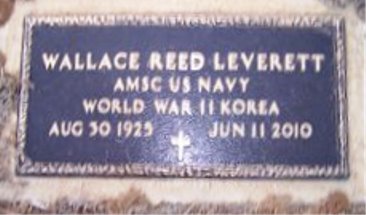 WALLACE REED LEVERETT
AMSC US NAVY
WORLD WAR II KOREA
AUG 30 1925 JUN 11 2010